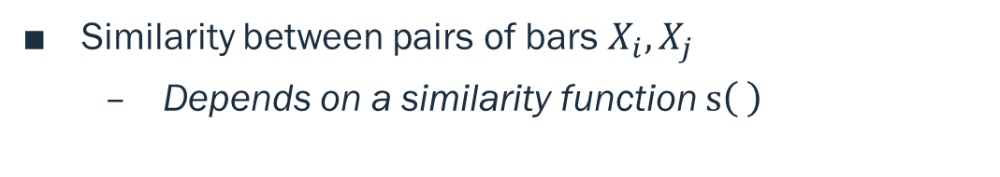 ■ Similarity between pairs of bars Xᵢ, Xⱼ
– Depends on a similarity function s( )